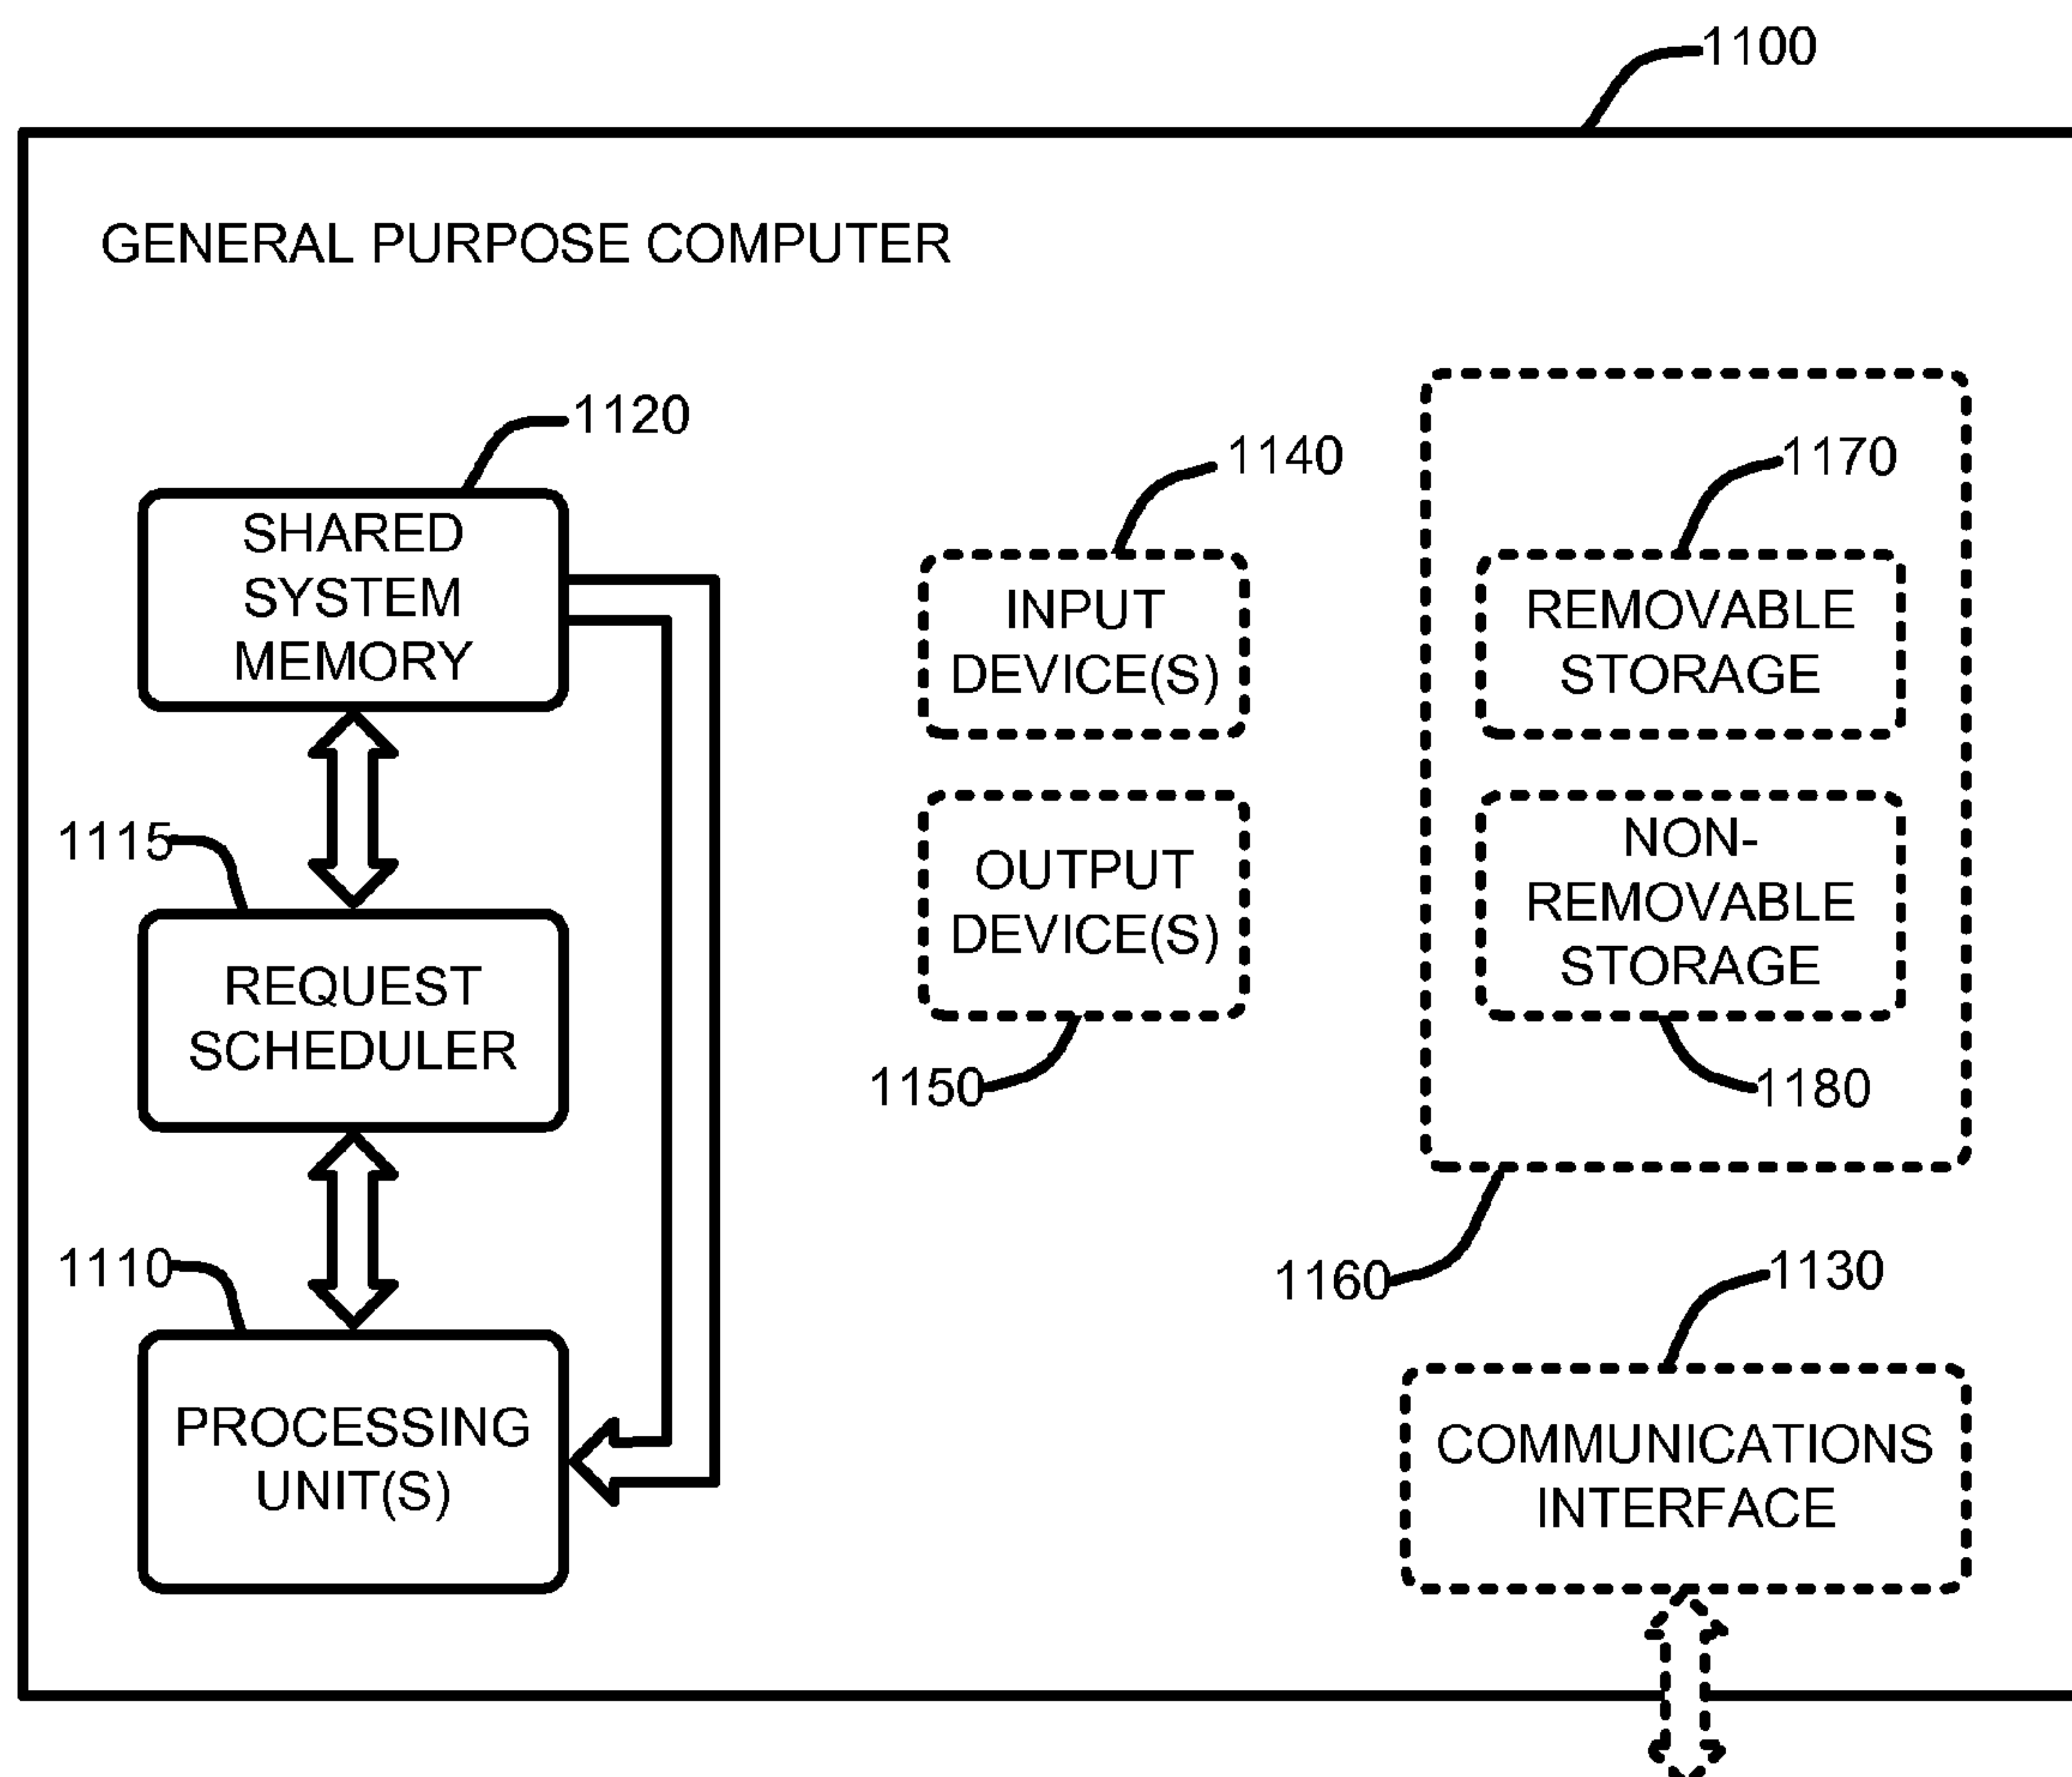 1100
GENERAL PURPOSE COMPUTER
1120
SHARED
SYSTEM
MEMORY
1115
REQUEST
SCHEDULER
1110
PROCESSING
UNIT(S)
1140
INPUT
DEVICE(S)
OUTPUT
DEVICE(S)
1150
1170
REMOVABLE
STORAGE
NON-
REMOVABLE
STORAGE
1180
1160
1130
COMMUNICATIONS
INTERFACE